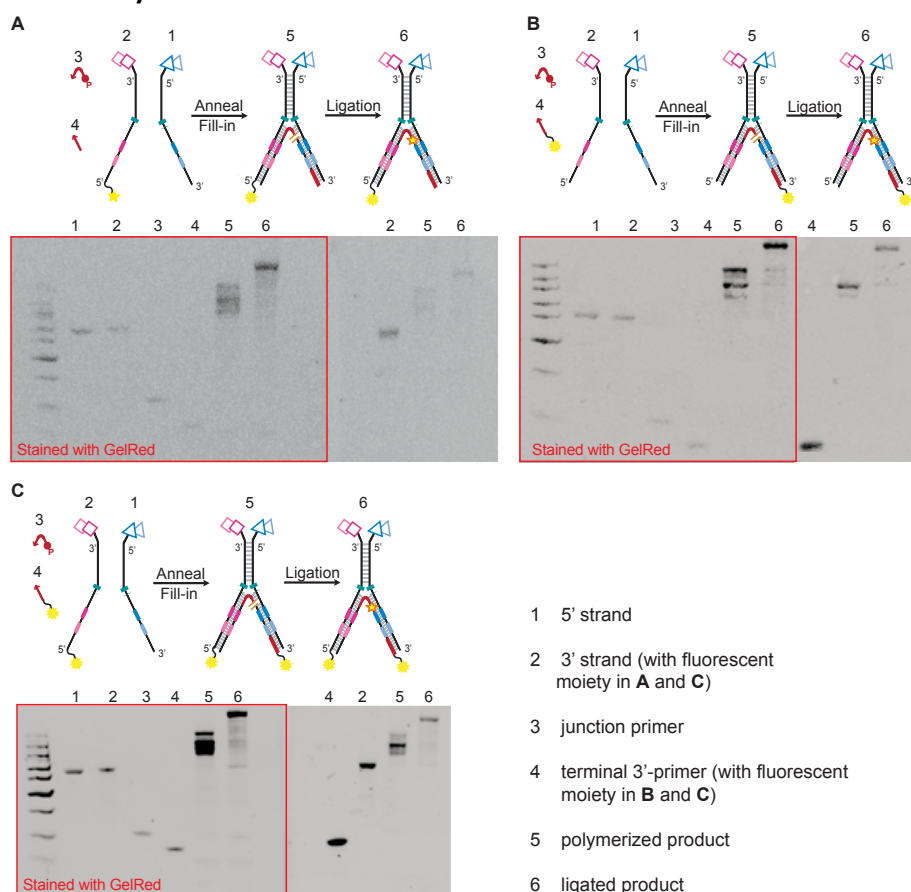 A
2 1 5 6
3
P
4
3' 5' 3' 5' 3' 5'
Anneal Ligation
Fill-in
5' 3' 5' 3' 5' 3'
1 2 3 4 5 6 2 5 6
Stained with GelRed
B
2 1 5 6
3
P
4
3' 5' 3' 5' 3' 5'
Anneal Ligation
Fill-in
5' 3' 5' 3' 5' 3'
1 2 3 4 5 6 4 5 6
Stained with GelRed
C
2 1 5 6
3
P
4
3' 5' 3' 5' 3' 5'
Anneal Ligation
Fill-in
5' 3' 5' 3' 5' 3'
1 2 3 4 5 6 4 2 5 6
Stained with GelRed
1 5’ strand
2 3’ strand (with fluorescent
moiety in A and C)
3 junction primer
4 terminal 3’-primer (with fluorescent
moiety in B and C)
5 polymerized product
6 ligated product